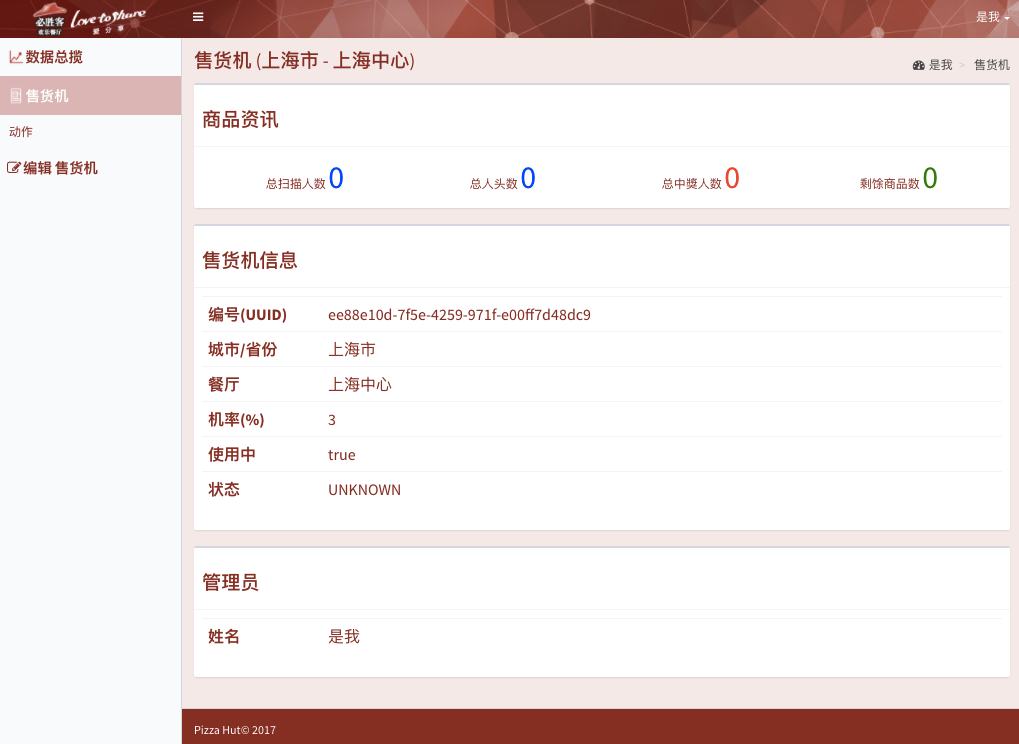 必胜客 Love to Share
欢乐餐厅 爱分享
是我
数据总揽
售货机
动作
编辑 售货机
售货机 (上海市 - 上海中心)
是我 > 售货机
商品资讯
总扫描人数 0 总人头数 0 总中獎人数 0 剩馀商品数 0
售货机信息
编号(UUID) ee88e10d-7f5e-4259-971f-e00ff7d48dc9
城市/省份 上海市
餐厅 上海中心
机率(%) 3
使用中 true
状态 UNKNOWN
管理员
姓名 是我
Pizza Hut© 2017